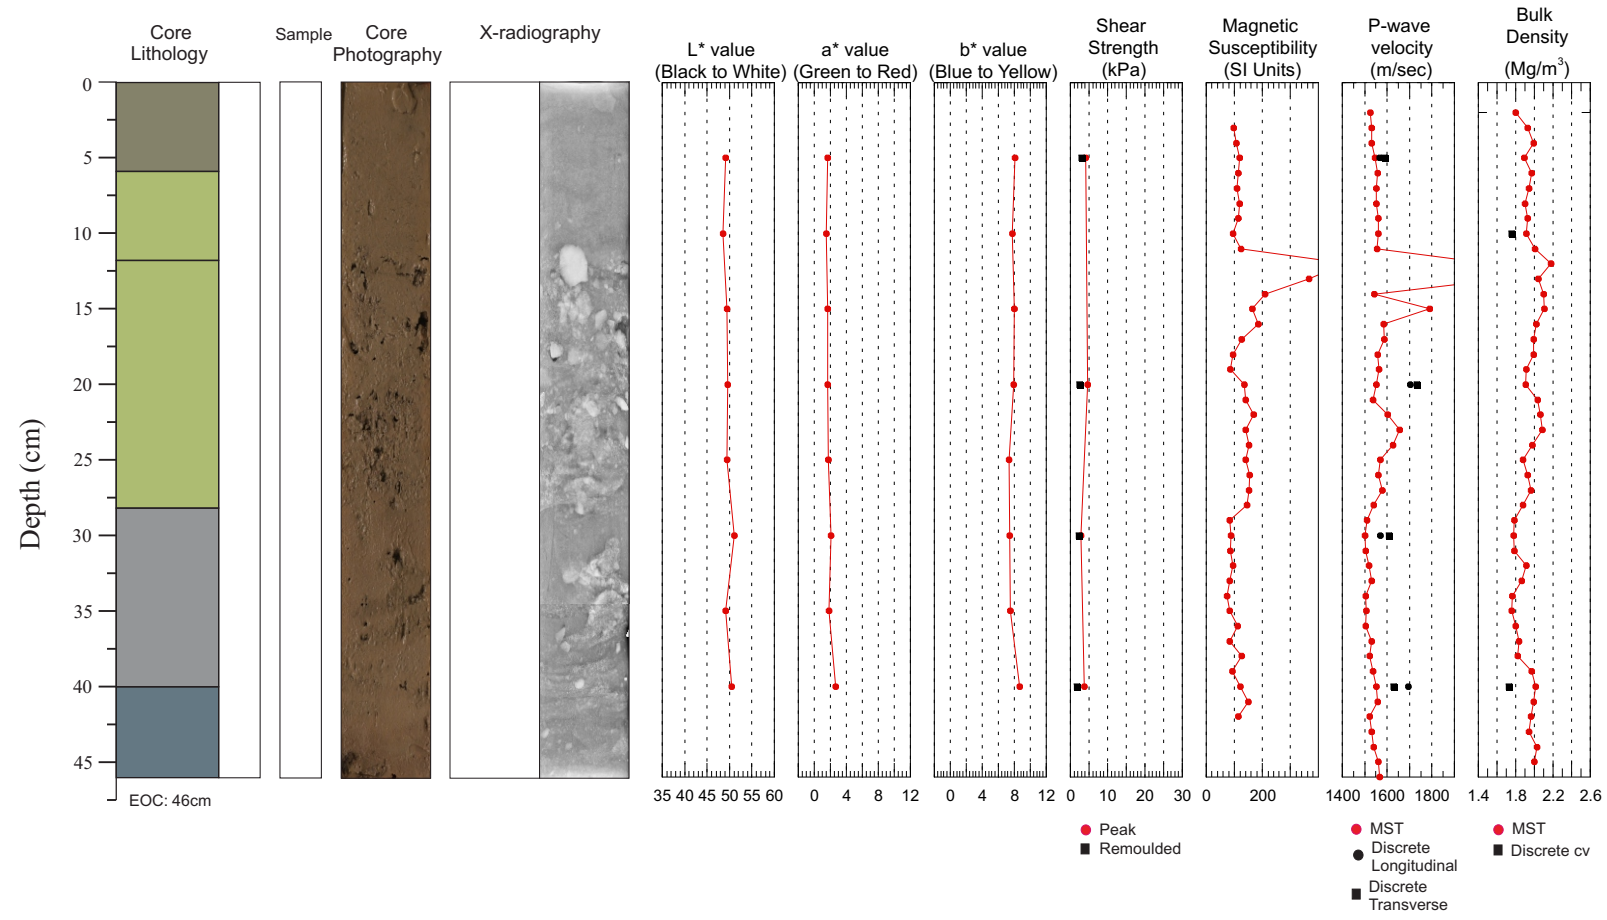 Core
Lithology
Sample
Core
Photography
X-radiography
L* value
(Black to White)
a* value
(Green to Red)
b* value
(Blue to Yellow)
Shear
Strength
(kPa)
Magnetic
Susceptibility
(SI Units)
P-wave
velocity
(m/sec)
Bulk
Density
(Mg/m³)
Depth (cm)
0
5
10
15
20
25
30
35
40
45
EOC: 46cm
35 40 45 50 55 60
0 4 8 12
0 4 8 12
0 10 20 30
0 200
1400 1600 1800
1.4 1.8 2.2 2.6
Peak
Remoulded
MST
Discrete
Longitudinal
Discrete
Transverse
MST
Discrete cv